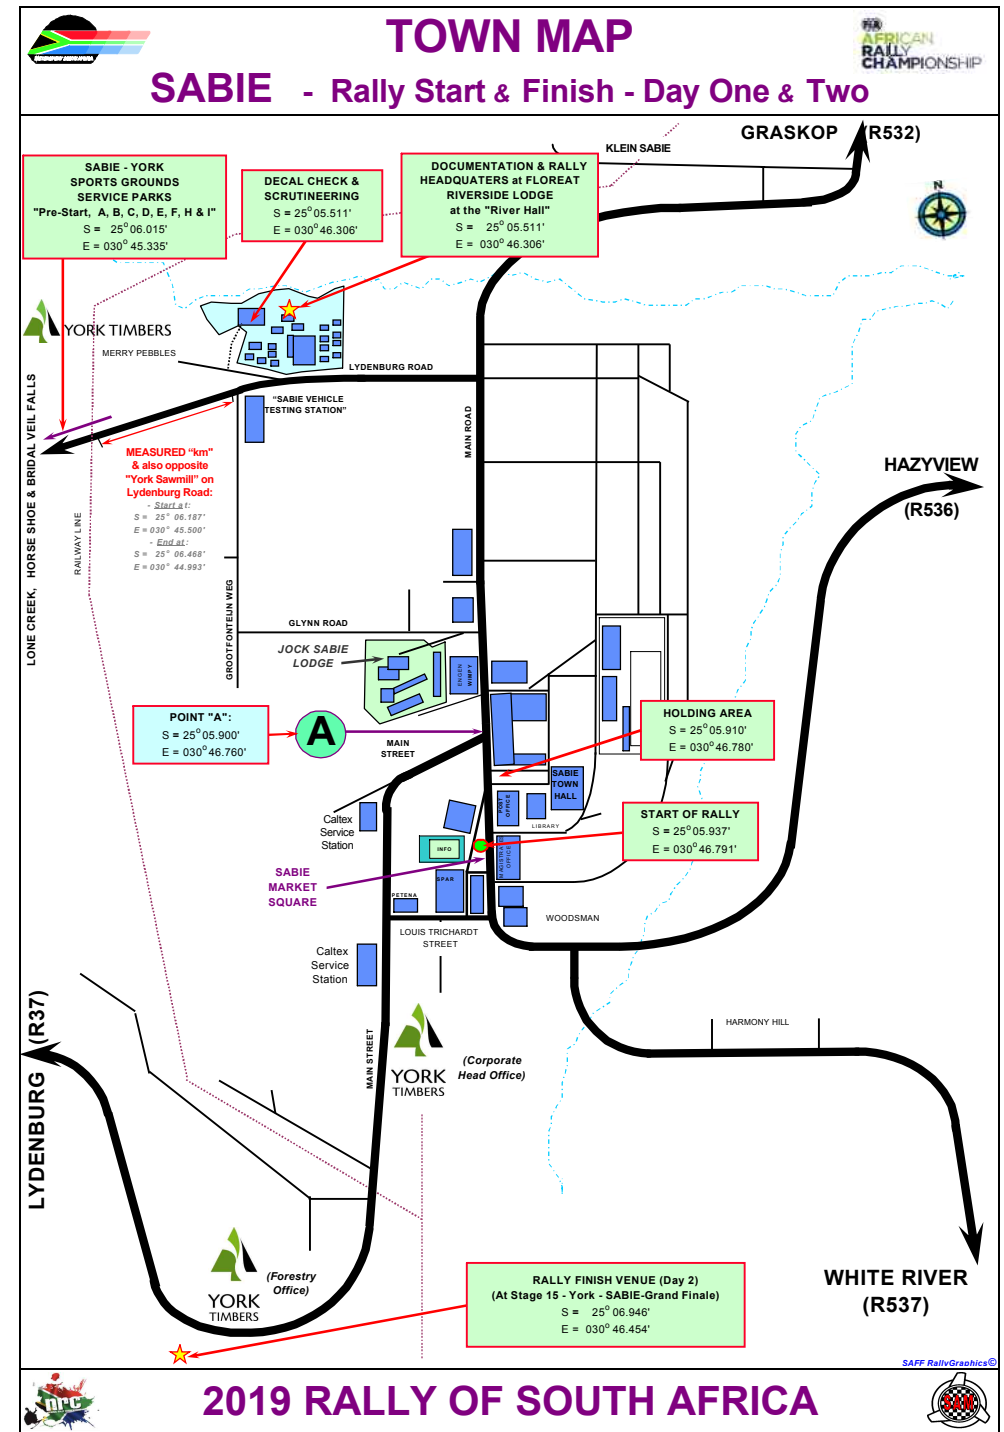 TOWN MAP
SABIE - Rally Start & Finish - Day One & Two
FIA
AFRICAN
RALLY
CHAMPIONSHIP
GRASKOP (R532)
KLEIN SABIE
SABIE - YORK
SPORTS GROUNDS
SERVICE PARKS
"Pre-Start, A, B, C, D, E, F, H & I"
S = 25° 06.015'
E = 030° 45.335'
DECAL CHECK &
SCRUTINEERING
S = 25° 05.511'
E = 030° 46.306'
DOCUMENTATION & RALLY
HEADQUATERS at FLOREAT
RIVERSIDE LODGE
at the "River Hall"
S = 25° 05.511'
E = 030° 46.306'
N
YORK TIMBERS
MERRY PEBBLES
LYDENBURG ROAD
"SABIE VEHICLE
TESTING STATION"
MAIN ROAD
LONE CREEK, HORSE SHOE & BRIDAL VEIL FALLS
MEASURED "km"
& also opposite
"York Sawmill" on
Lydenburg Road:
- Start at:
S = 25° 06.187'
E = 030° 45.500'
- End at:
S = 25° 06.468'
E = 030° 44.993'
RAILWAY LINE
HAZYVIEW
(R536)
GROOTFONTEIJN WEG
GLYNN ROAD
JOCK SABIE
LODGE
ENGEN
WIMPY
POINT "A":
S = 25° 05.900'
E = 030° 46.760'
A
MAIN
STREET
HOLDING AREA
S = 25° 05.910'
E = 030° 46.780'
SABIE
TOWN
HALL
POST
OFFICE
LIBRARY
START OF RALLY
S = 25° 05.937'
E = 030° 46.791'
Caltex
Service
Station
INFO
MAGISTRATE
OFFICE
SABIE
MARKET
SQUARE
SPAR
PETENA
WOODSMAN
LOUIS TRICHARDT
STREET
Caltex
Service
Station
LYDENBURG (R37)
MAIN STREET
YORK
TIMBERS
(Corporate
Head Office)
HARMONY HILL
YORK
TIMBERS
(Forestry
Office)
WHITE RIVER
(R537)
RALLY FINISH VENUE (Day 2)
(At Stage 15 - York - SABIE-Grand Finale)
S = 25° 06.946'
E = 030° 46.454'
SAFF RallyGraphics©
NRC
2019 RALLY OF SOUTH AFRICA
SAM